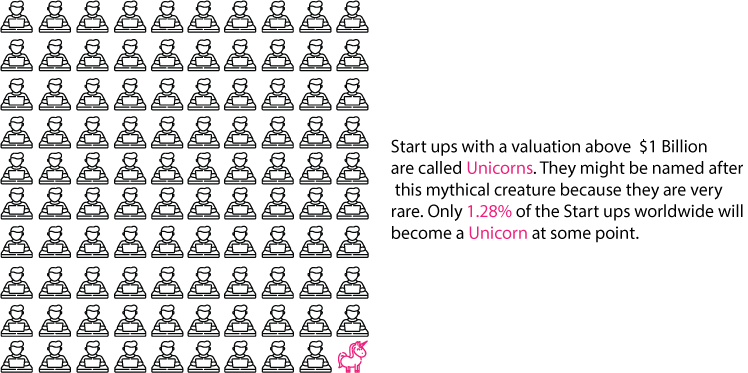 Start ups with a valuation above  $1 Billion
are called Unicorns. They might be named after
this mythical creature because they are very
rare. Only 1.28% of the Start ups worldwide will
become a Unicorn at some point.